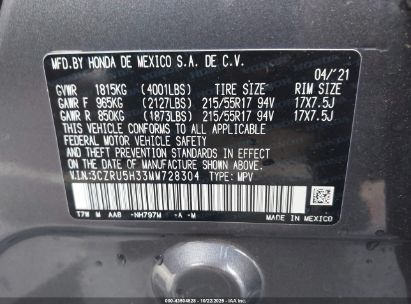 MFD.BY HONDA DE MEXICO S.A. DE C.V.
04/'21
GVWR 1815KG (4001LBS) TIRE SIZE RIM SIZE
GAWR F 965KG (2127LBS) 215/55R17 94V 17X7.5J
GAWR R 850KG (1873LBS) 215/55R17 94V 17X7.5J
THIS VEHICLE CONFORMS TO ALL APPLICABLE
FEDERAL MOTOR VEHICLE SAFETY
AND THEFT PREVENTION STANDARDS IN EFFECT
ON THE DATE OF MANUFACTURE SHOWN ABOVE.
V.I.N:3CZRU5H33MM728304 TYPE: MPV
T7W M AAB -NH797M -A -M
MADE IN MEXICO